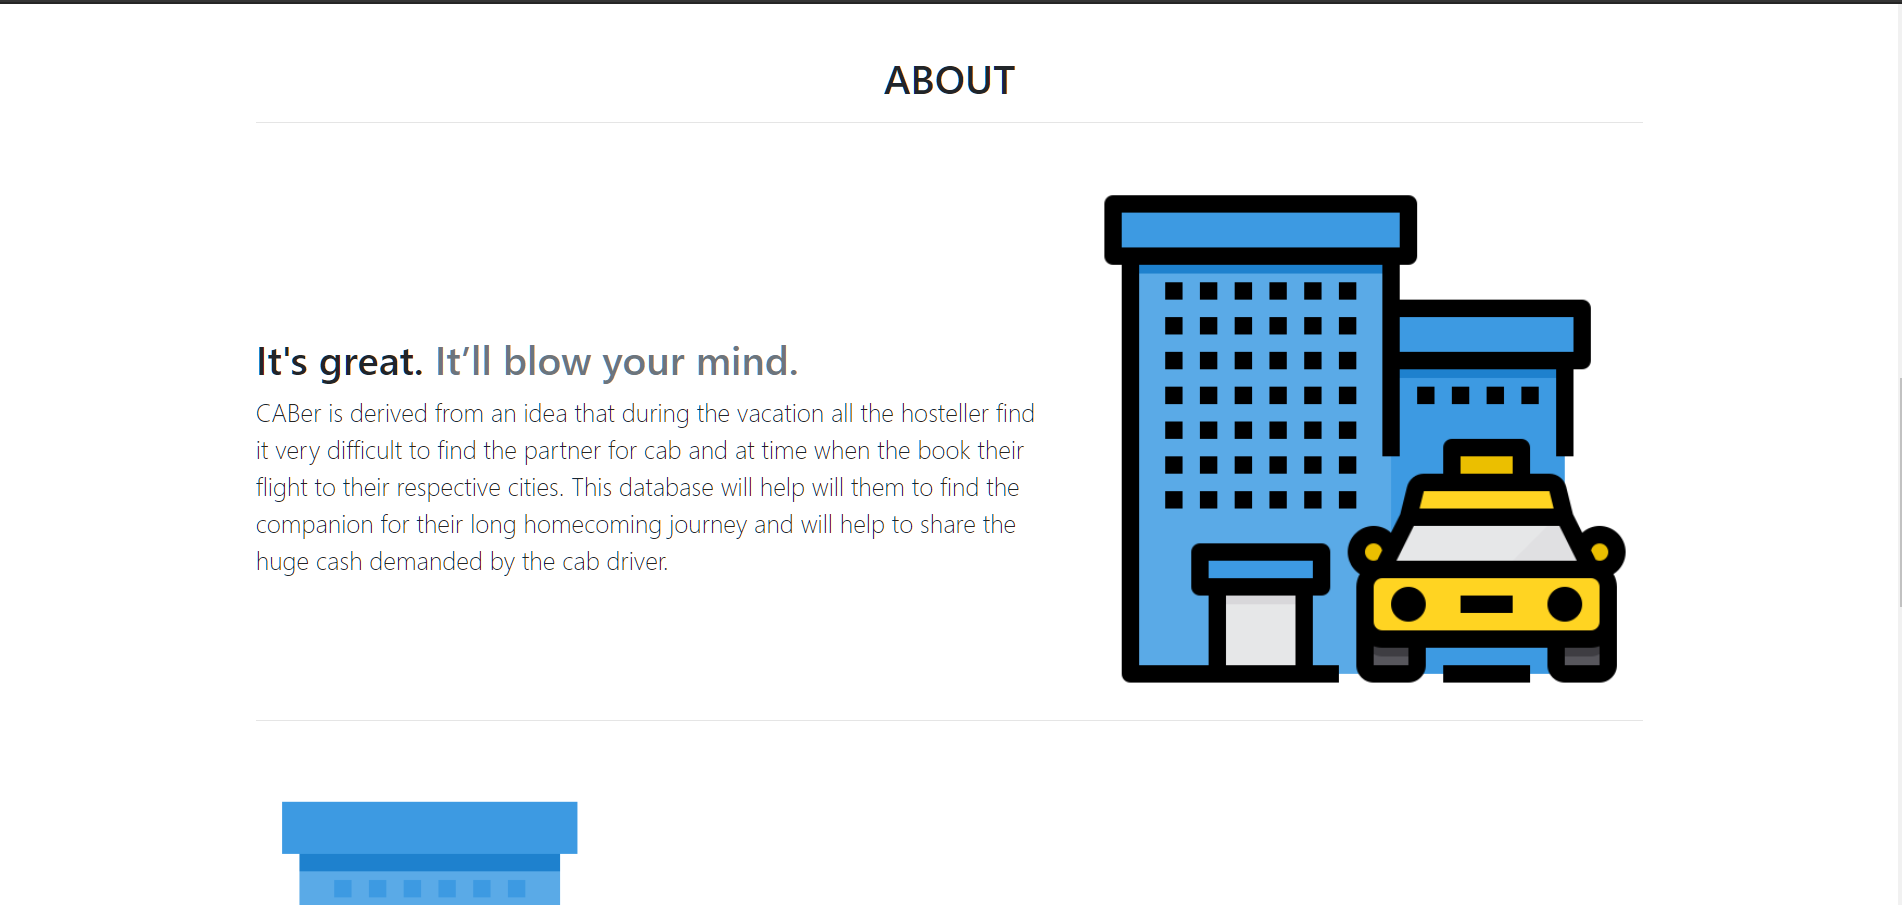 ABOUT
It's great. It’ll blow your mind.
CABer is derived from an idea that during the vacation all the hosteller find
it very difficult to find the partner for cab and at time when the book their
flight to their respective cities. This database will help will them to find the
companion for their long homecoming journey and will help to share the
huge cash demanded by the cab driver.